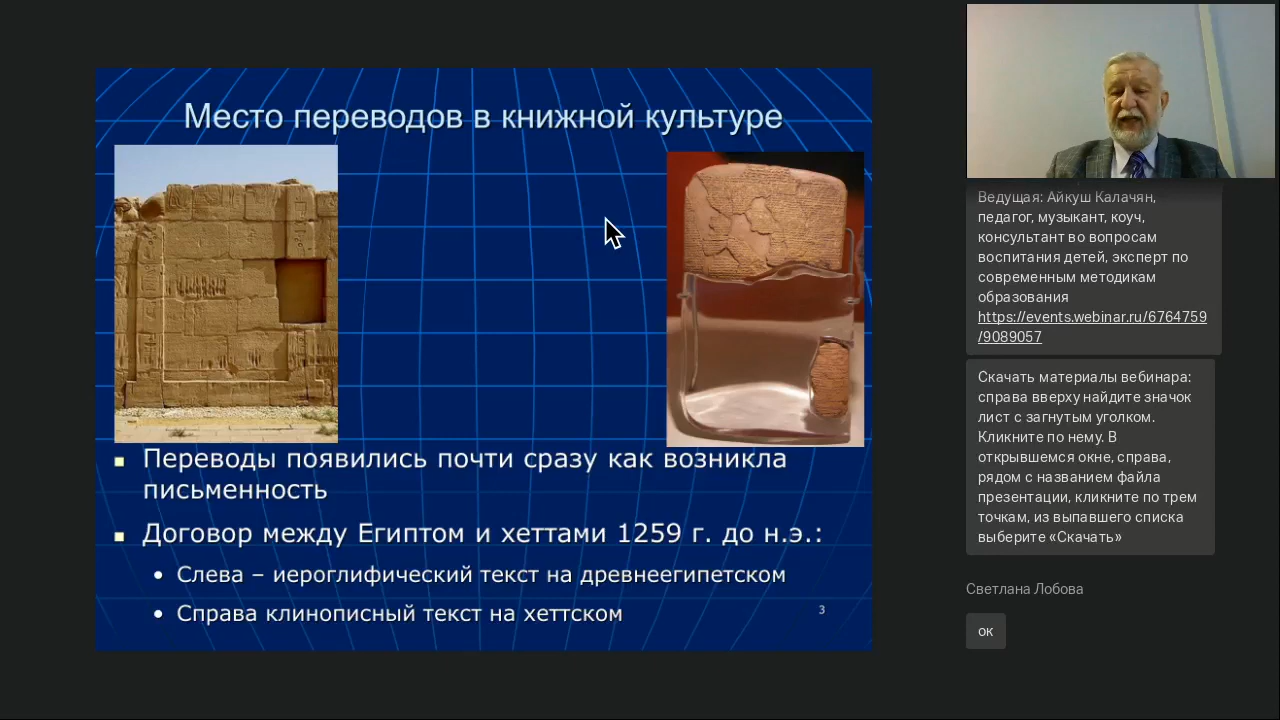 Место переводов в книжной культуре
Переводы появились почти сразу как возникла
письменность
Договор между Египтом и хеттами 1259 г. до н.э.:
Слева – иероглифический текст на древнеегипетском
Справа клинописный текст на хеттском
3
Ведущая: Айкуш Калачян,
педагог, музыкант, коуч,
консультант во вопросам
воспитания детей, эксперт по
современным методикам
образования
https://events.webinar.ru/6764759
/9089057
Скачать материалы вебинара:
справа вверху найдите значок
лист с загнутым уголком.
Кликните по нему. В
открывшемся окне, справа,
рядом с названием файла
презентации, кликните по трем
точкам, из выпавшего списка
выберите «Скачать»
Светлана Лобова
ок